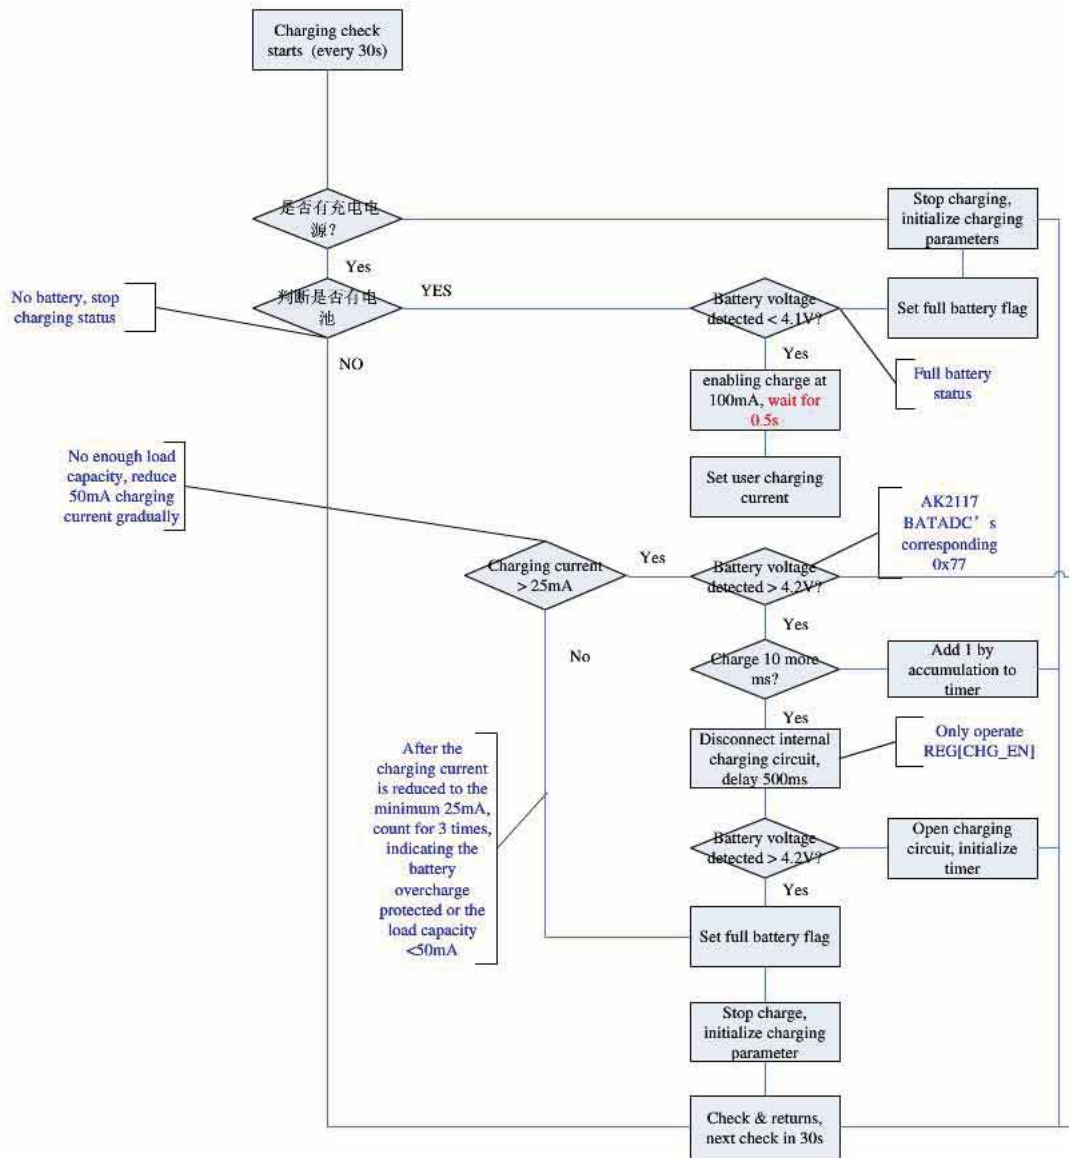 Charging check
starts (every 30s)
是否有充电电
源?
Stop charging,
initialize charging
parameters
Yes
No battery, stop
charging status
判断是否有电
池
YES
Battery voltage
detected < 4.1V?
Set full battery flag
NO
Yes
Full battery
status
enabling charge at
100mA, wait for
0.5s
No enough load
capacity, reduce
50mA charging
current gradually
Set user charging
current
AK2117
BATADC’s
corresponding
0x77
Charging current
> 25mA
Yes
Battery voltage
detected > 4.2V?
Yes
No
Charge 10 more
ms?
Add 1 by
accumulation to
timer
Yes
Disconnect internal
charging circuit,
delay 500ms
Only operate
REG[CHG_EN]
After the
charging current
is reduced to the
minimum 25mA,
count for 3 times,
indicating the
battery
overcharge
protected or the
load capacity
<50mA
Battery voltage
detected > 4.2V?
Open charging
circuit, initialize
timer
Yes
Set full battery flag
Stop charge,
initialize charging
parameter
Check & returns,
next check in 30s